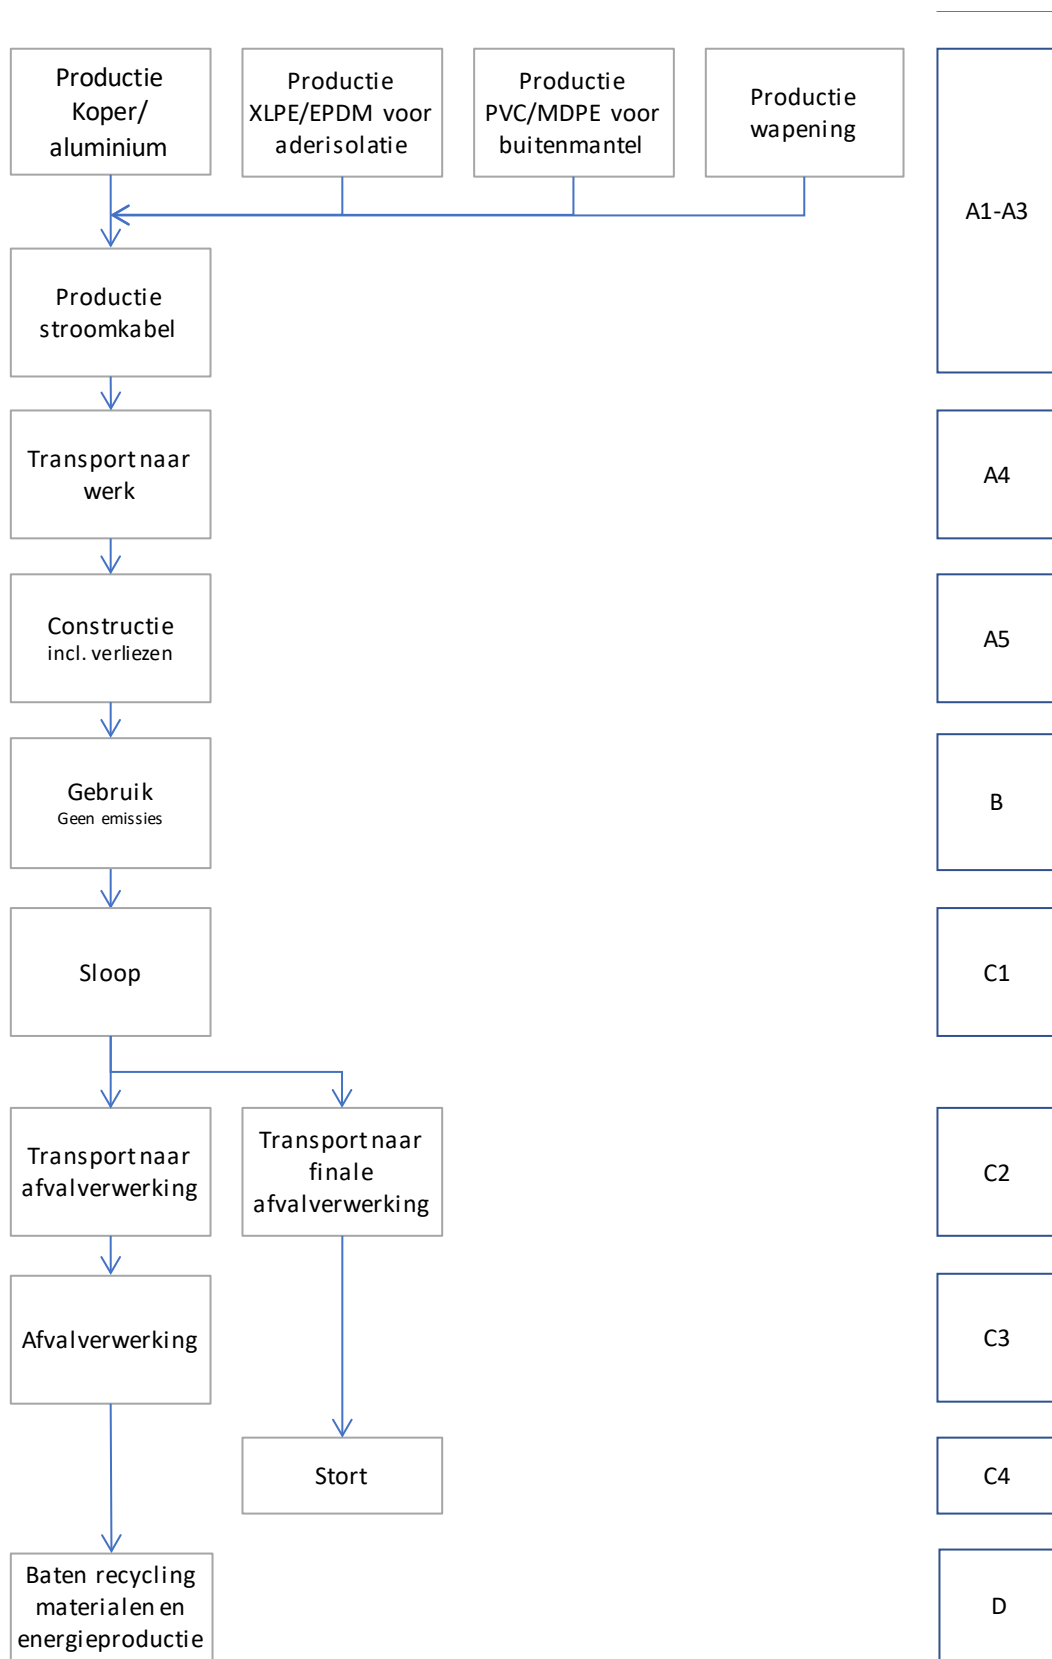 Productie
Koper/
aluminium
Productie
XLPE/EPDM voor
aderisolatie
Productie
PVC/MDPE voor
buitenmantel
Productie
wapening
A1-A3
Productie
stroomkabel
Transport naar
werk
A4
Constructie
incl. verliezen
A5
Gebruik
Geen emissies
B
Sloop
C1
Transport naar
afvalverwerking
Transport naar
finale
afvalverwerking
C2
Afvalverwerking
C3
Stort
C4
Baten recycling
materialen en
energieproductie
D